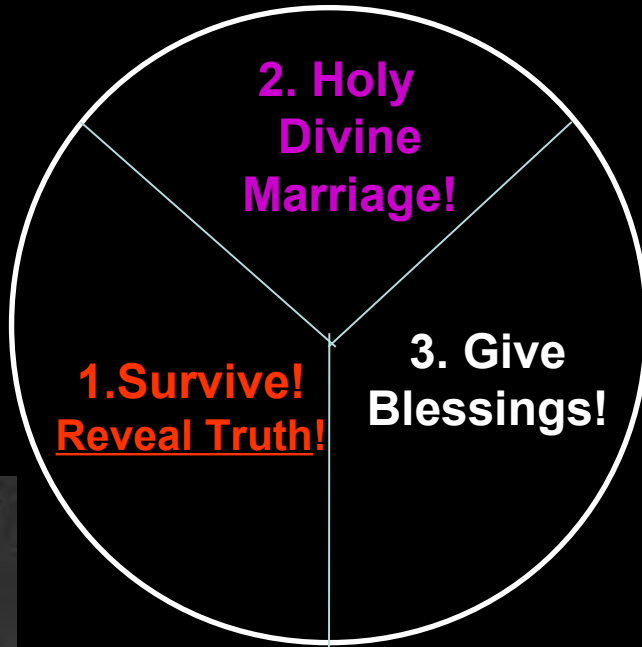 2. Holy
Divine
Marriage!
1.Survive!
Reveal Truth!
3. Give
Blessings!